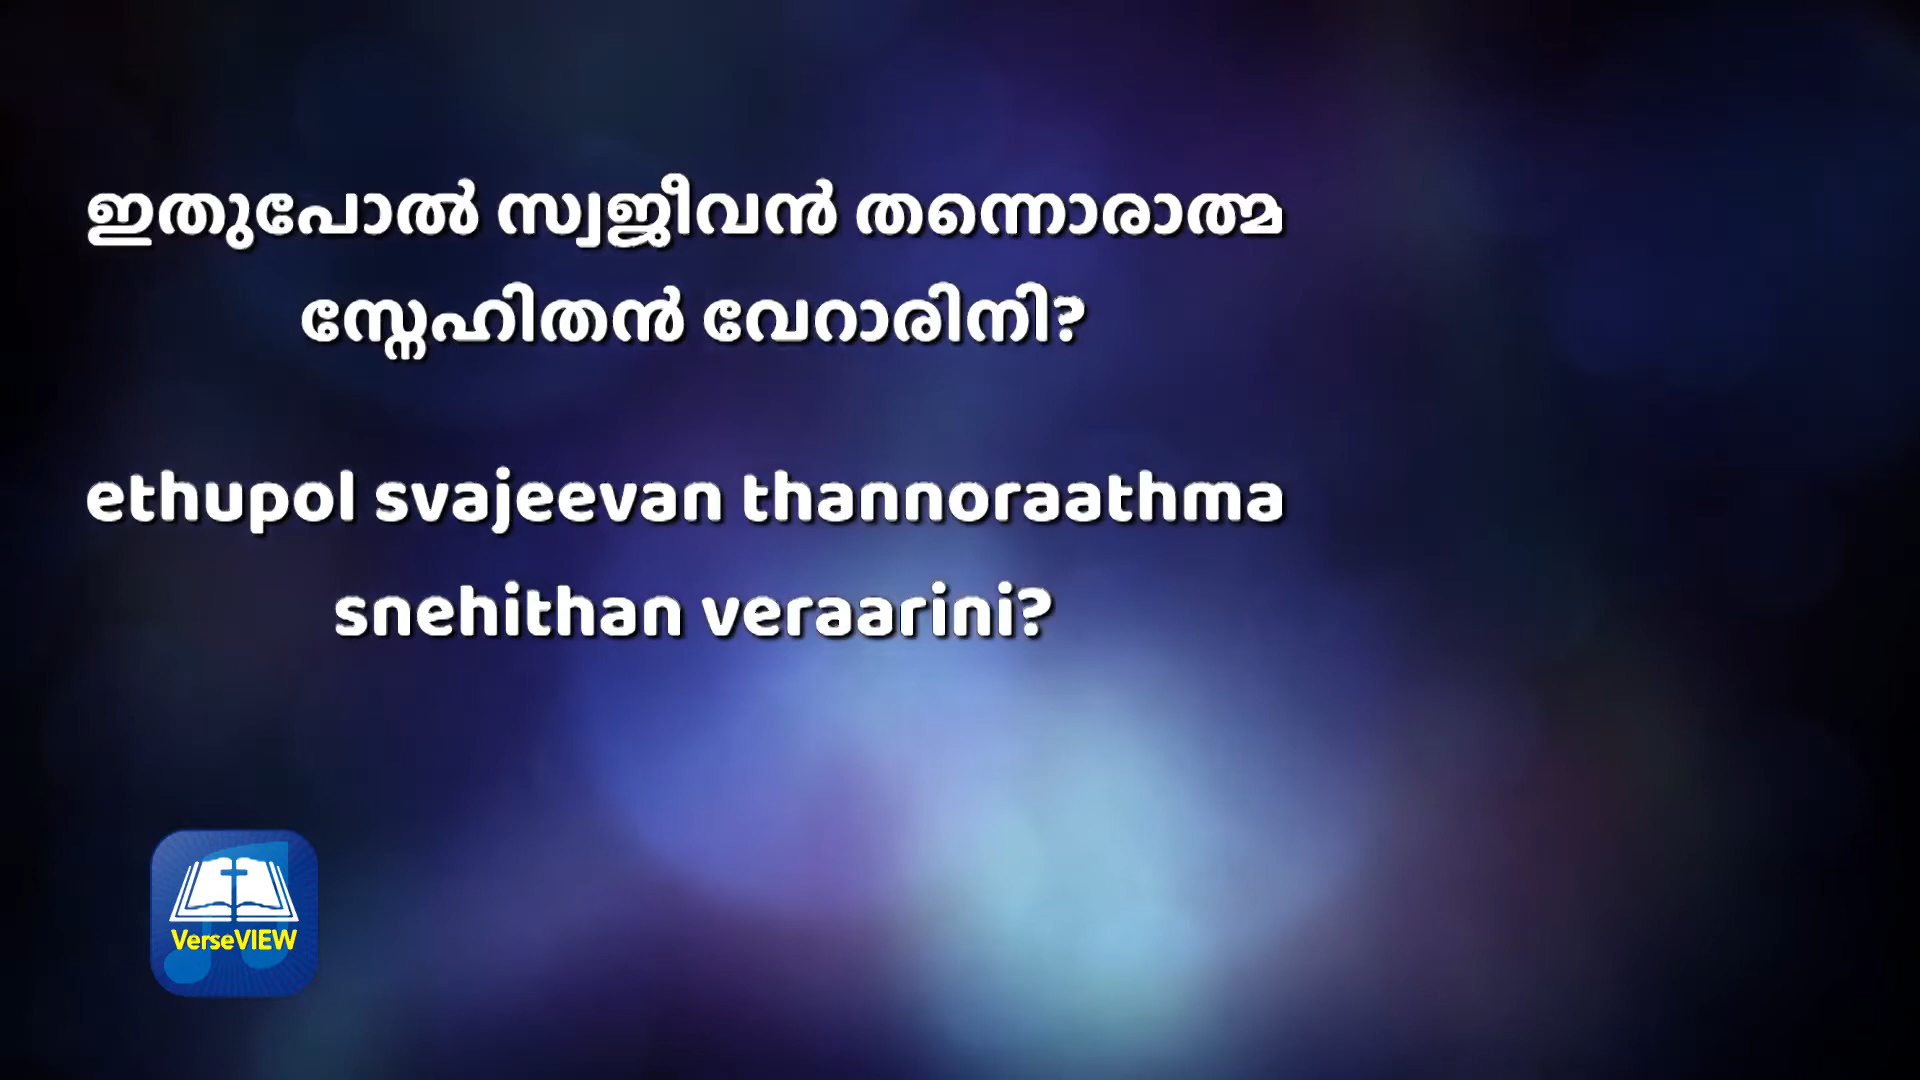 ഇതുപോൽ സ്വജീവൻ തന്നൊരാത്മ
സ്നേഹിതൻ വേറാരിനി?
ethupol svajeevan thannoraathma
snehithan veraarini?
VerseVIEW